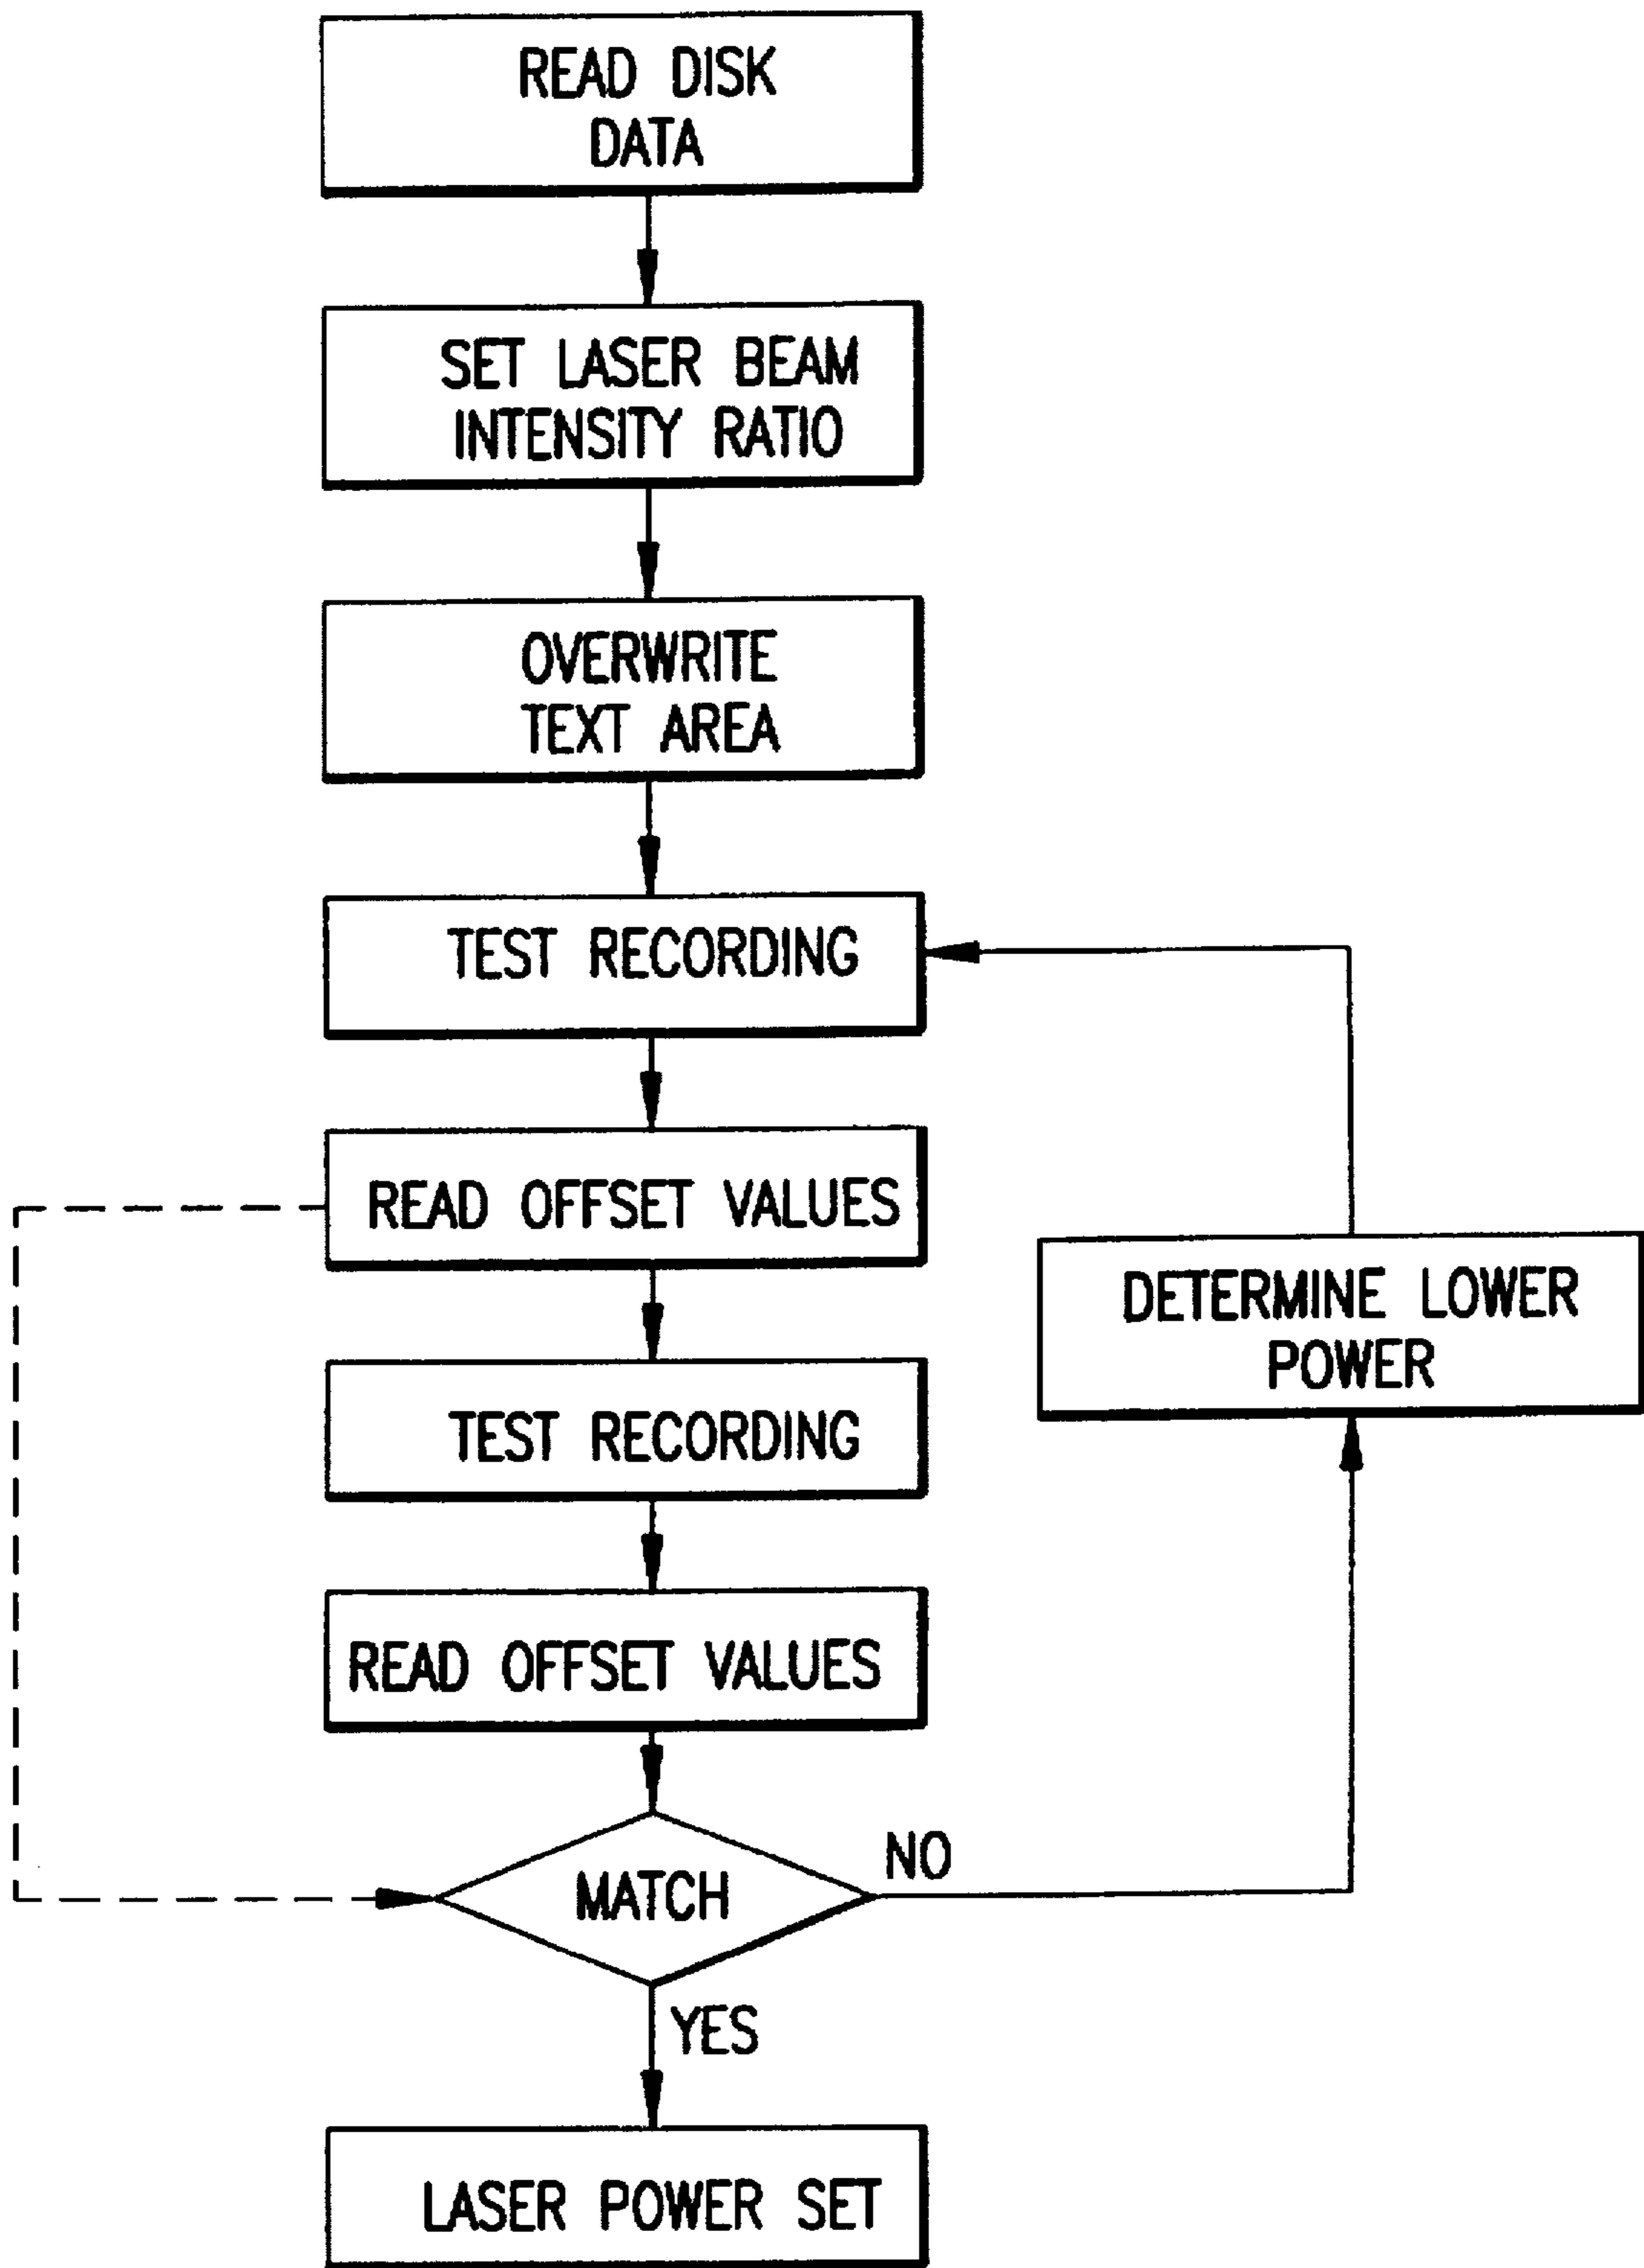 READ DISK
DATA
SET LASER BEAM
INTENSITY RATIO
OVERWRITE
TEXT AREA
TEST RECORDING
READ OFFSET VALUES
DETERMINE LOWER
POWER
TEST RECORDING
READ OFFSET VALUES
MATCH
NO
YES
LASER POWER SET